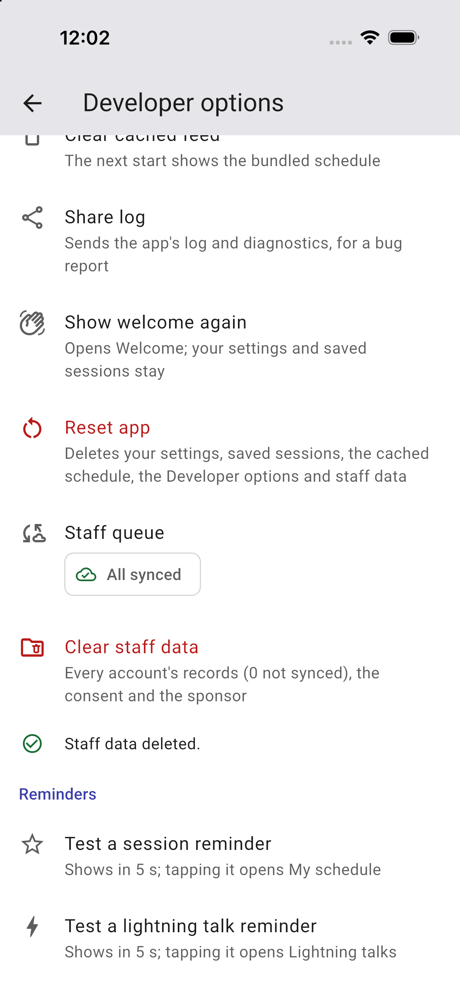 12:02
Developer options
Clear cached feed
The next start shows the bundled schedule
Share log
Sends the app's log and diagnostics, for a bug
report
Show welcome again
Opens Welcome; your settings and saved
sessions stay
Reset app
Deletes your settings, saved sessions, the cached
schedule, the Developer options and staff data
Staff queue
All synced
Clear staff data
Every account's records (0 not synced), the
consent and the sponsor
Staff data deleted.
Reminders
Test a session reminder
Shows in 5 s; tapping it opens My schedule
Test a lightning talk reminder
Shows in 5 s; tapping it opens Lightning talks